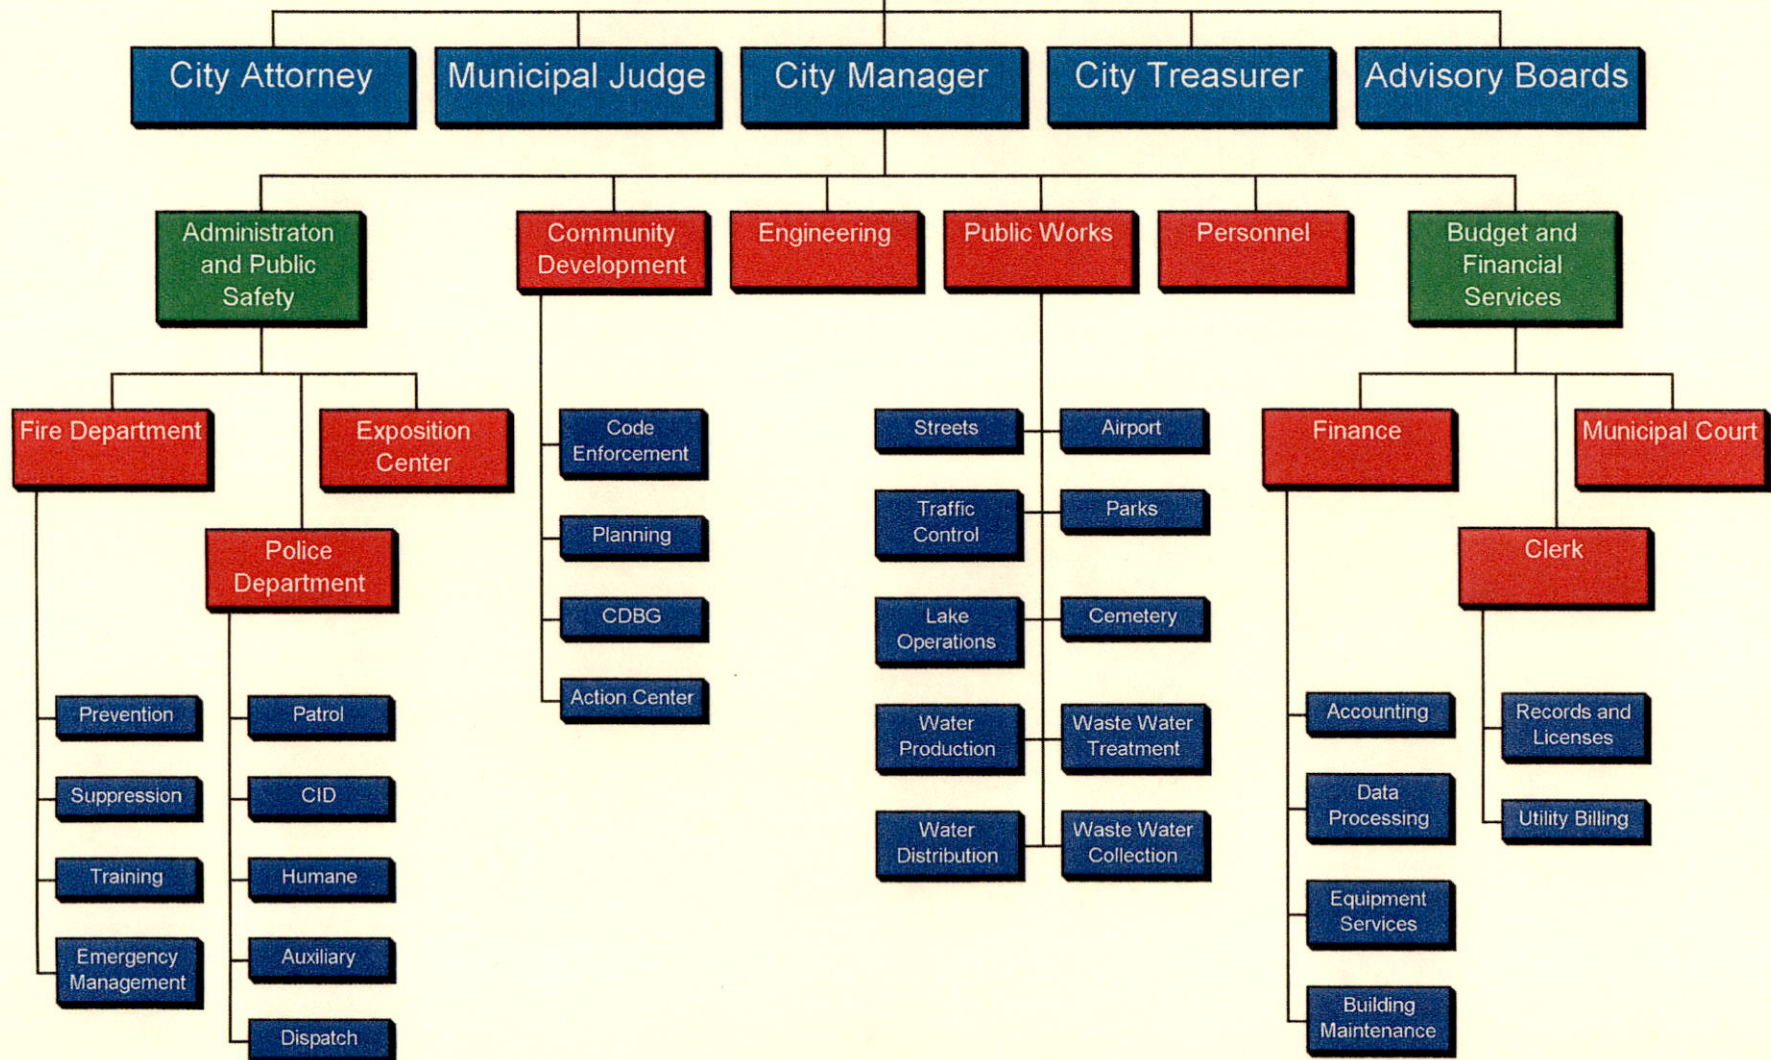 City Attorney
Municipal Judge
City Manager
City Treasurer
Advisory Boards
Administraton
and Public
Safety
Community
Development
Engineering
Public Works
Personnel
Budget and
Financial
Services
Fire Department
Exposition
Center
Police
Department
Code
Enforcement
Planning
CDBG
Action Center
Streets
Airport
Traffic
Control
Parks
Lake
Operations
Cemetery
Water
Production
Waste Water
Treatment
Water
Distribution
Waste Water
Collection
Finance
Municipal Court
Clerk
Prevention
Suppression
Training
Emergency
Management
Patrol
CID
Humane
Auxiliary
Dispatch
Accounting
Data
Processing
Equipment
Services
Building
Maintenance
Records and
Licenses
Utility Billing